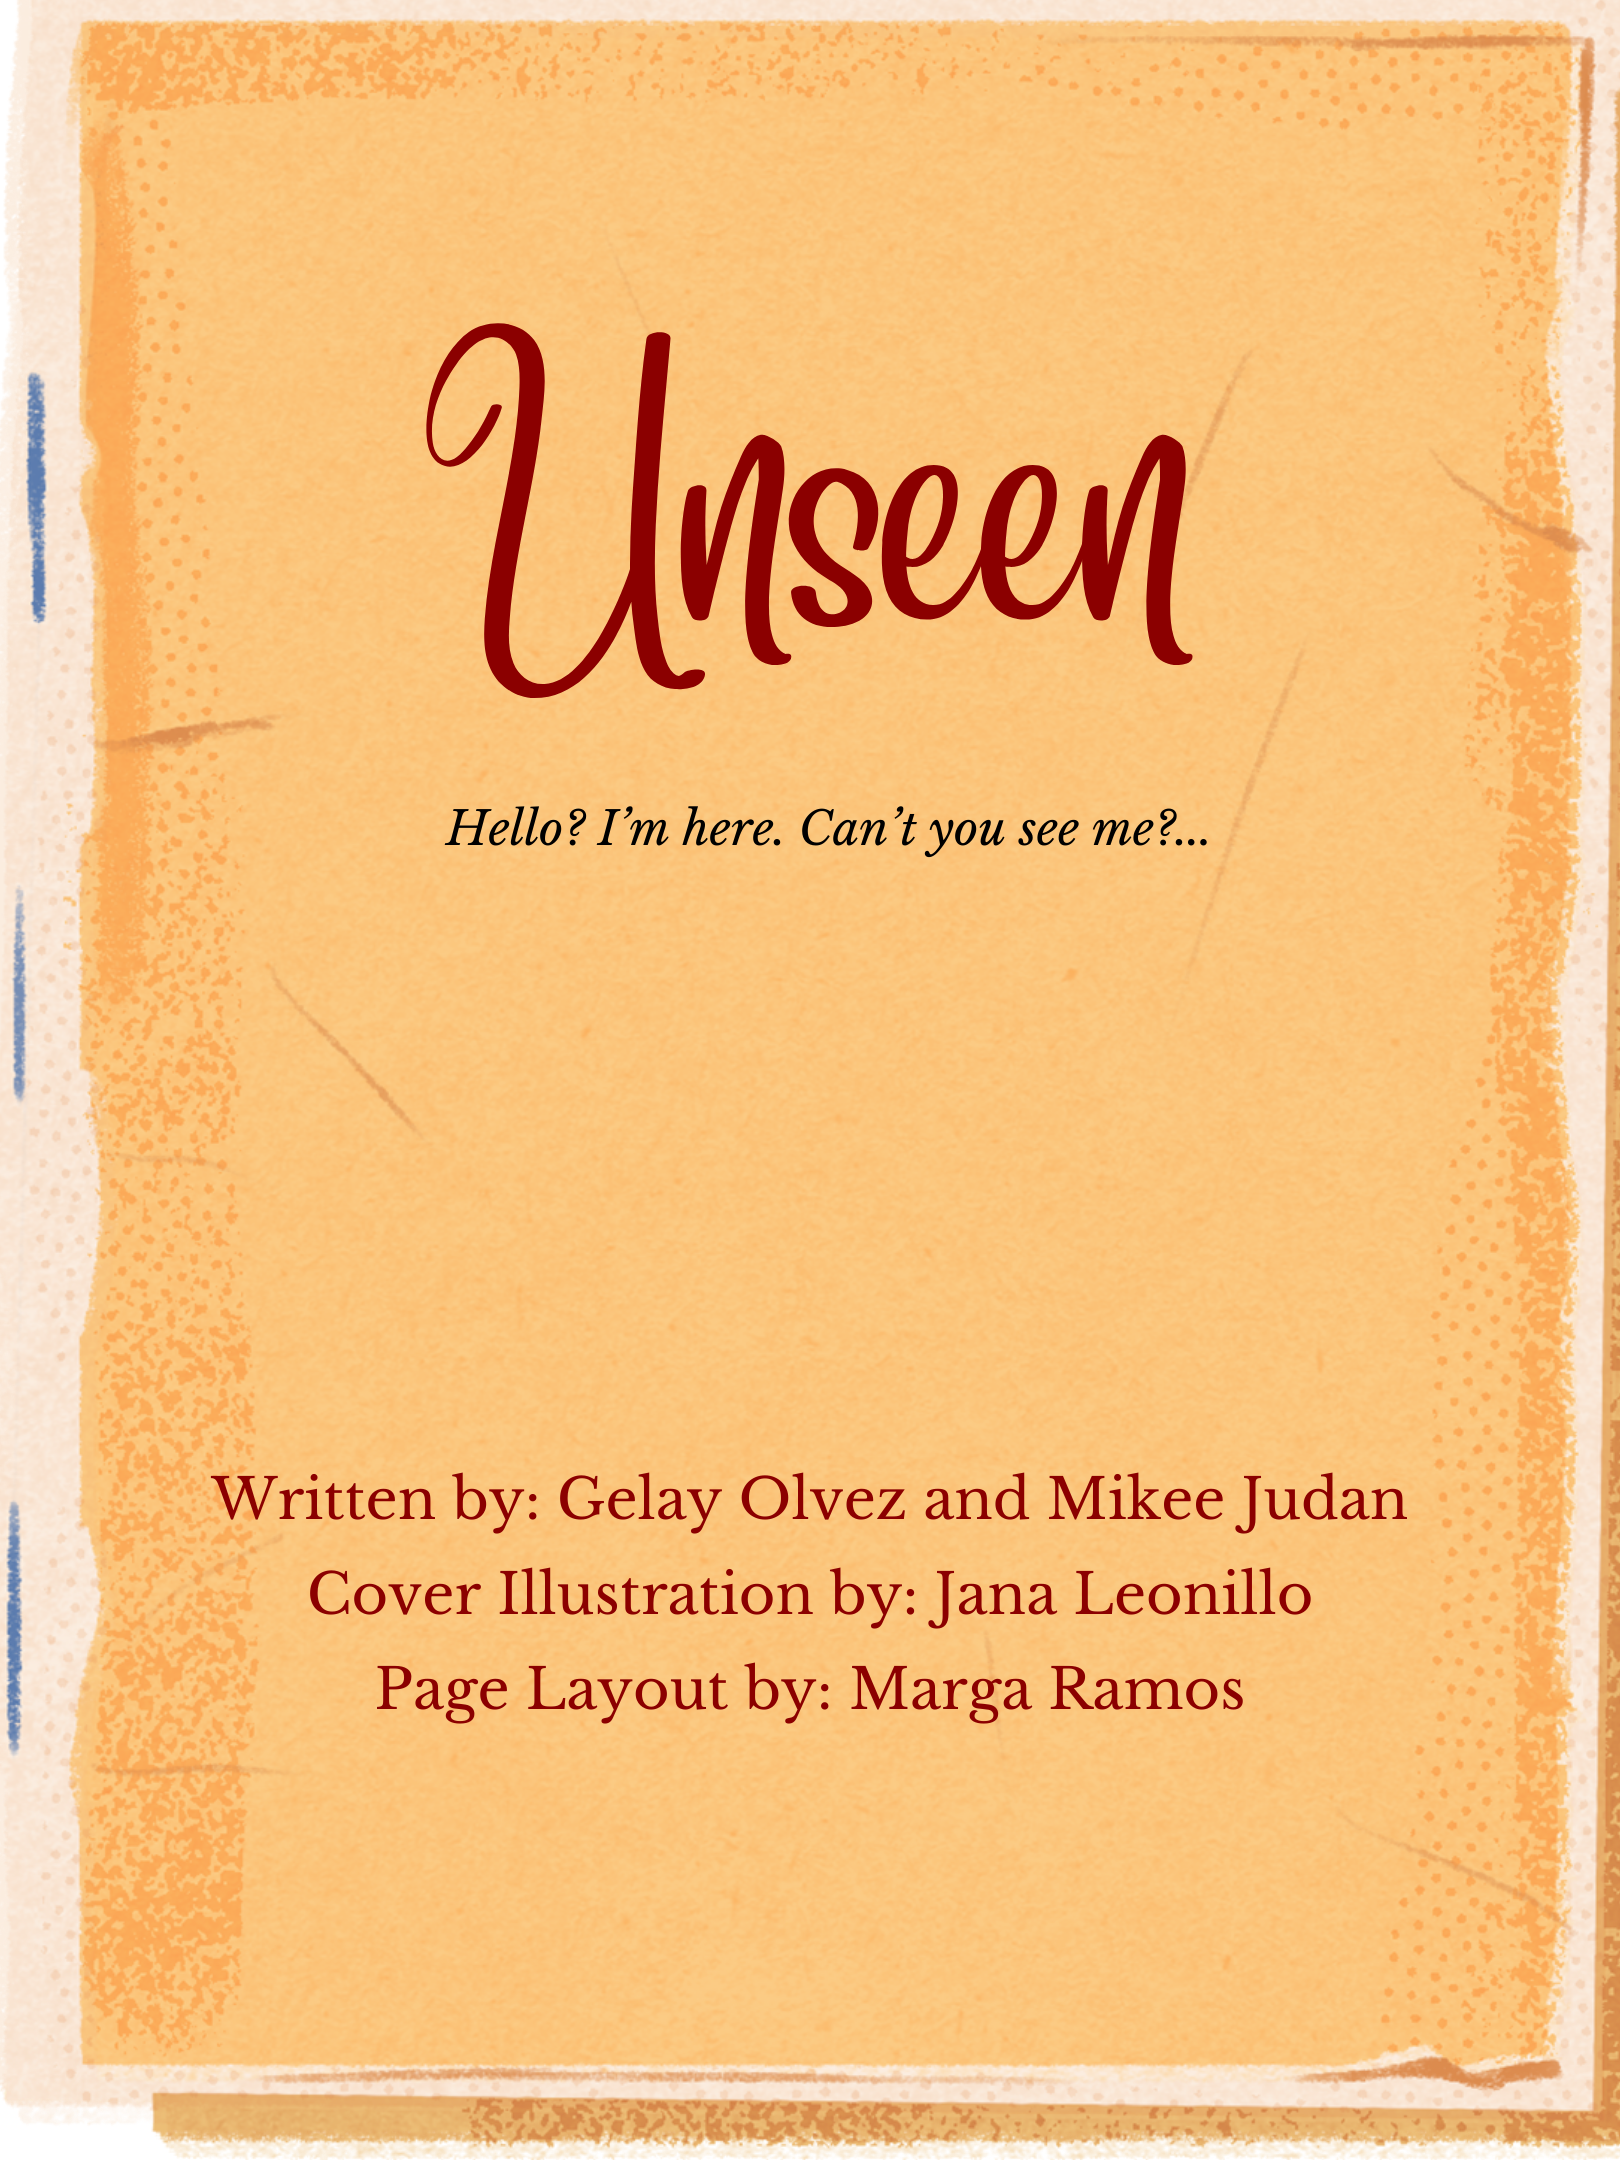 Unseen
Hello? I’m here. Can’t you see me?...
Written by: Gelay Olvez and Mikee Judan
Cover Illustration by: Jana Leonillo
Page Layout by: Marga Ramos